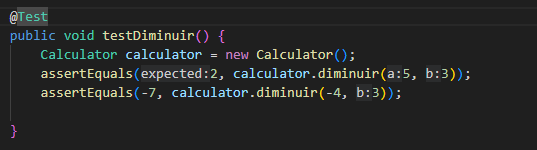 @Test
public void testDiminuir() {
Calculator calculator = new Calculator();
assertEquals(expected:2, calculator.diminuir(a:5, b:3));
assertEquals(-7, calculator.diminuir(-4, b:3));
}